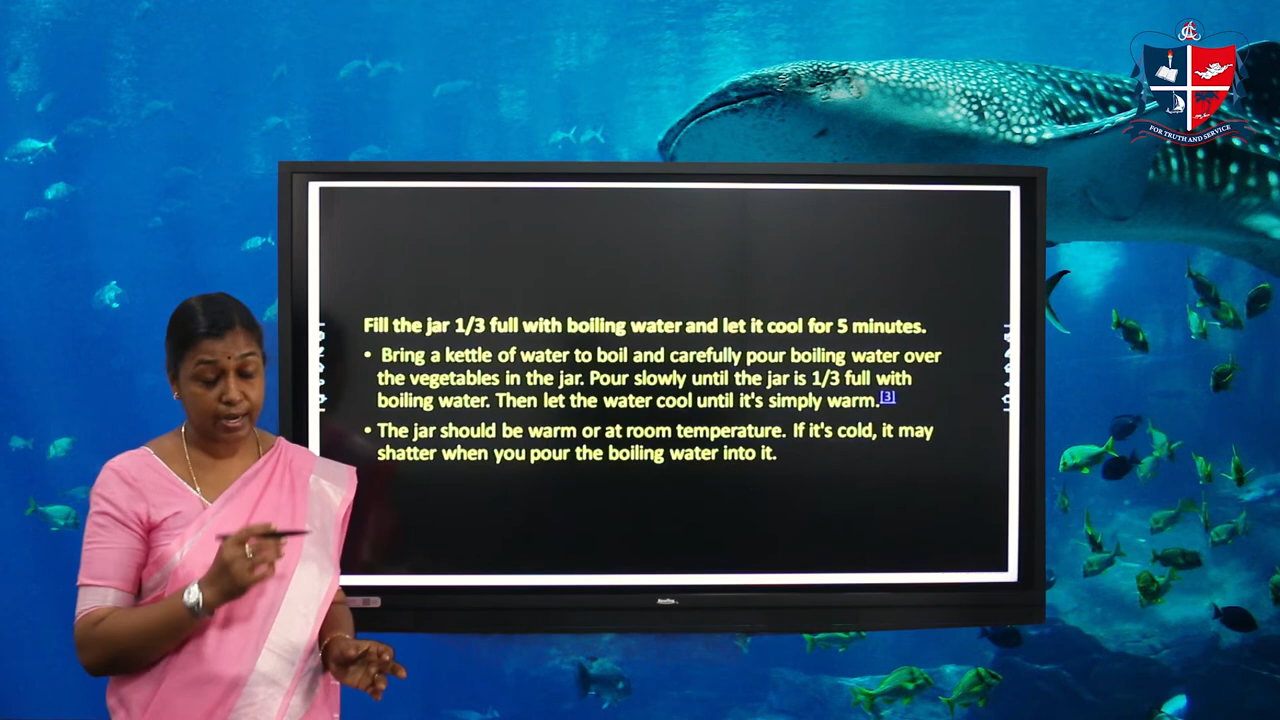 FOR TRUTH AND SERVICE
Fill the jar 1/3 full with boiling water and let it cool for 5 minutes.
• Bring a kettle of water to boil and carefully pour boiling water over
the vegetables in the jar. Pour slowly until the jar is 1/3 full with
boiling water. Then let the water cool until it's simply warm.[3]
• The jar should be warm or at room temperature. If it's cold, it may
shatter when you pour the boiling water into it.